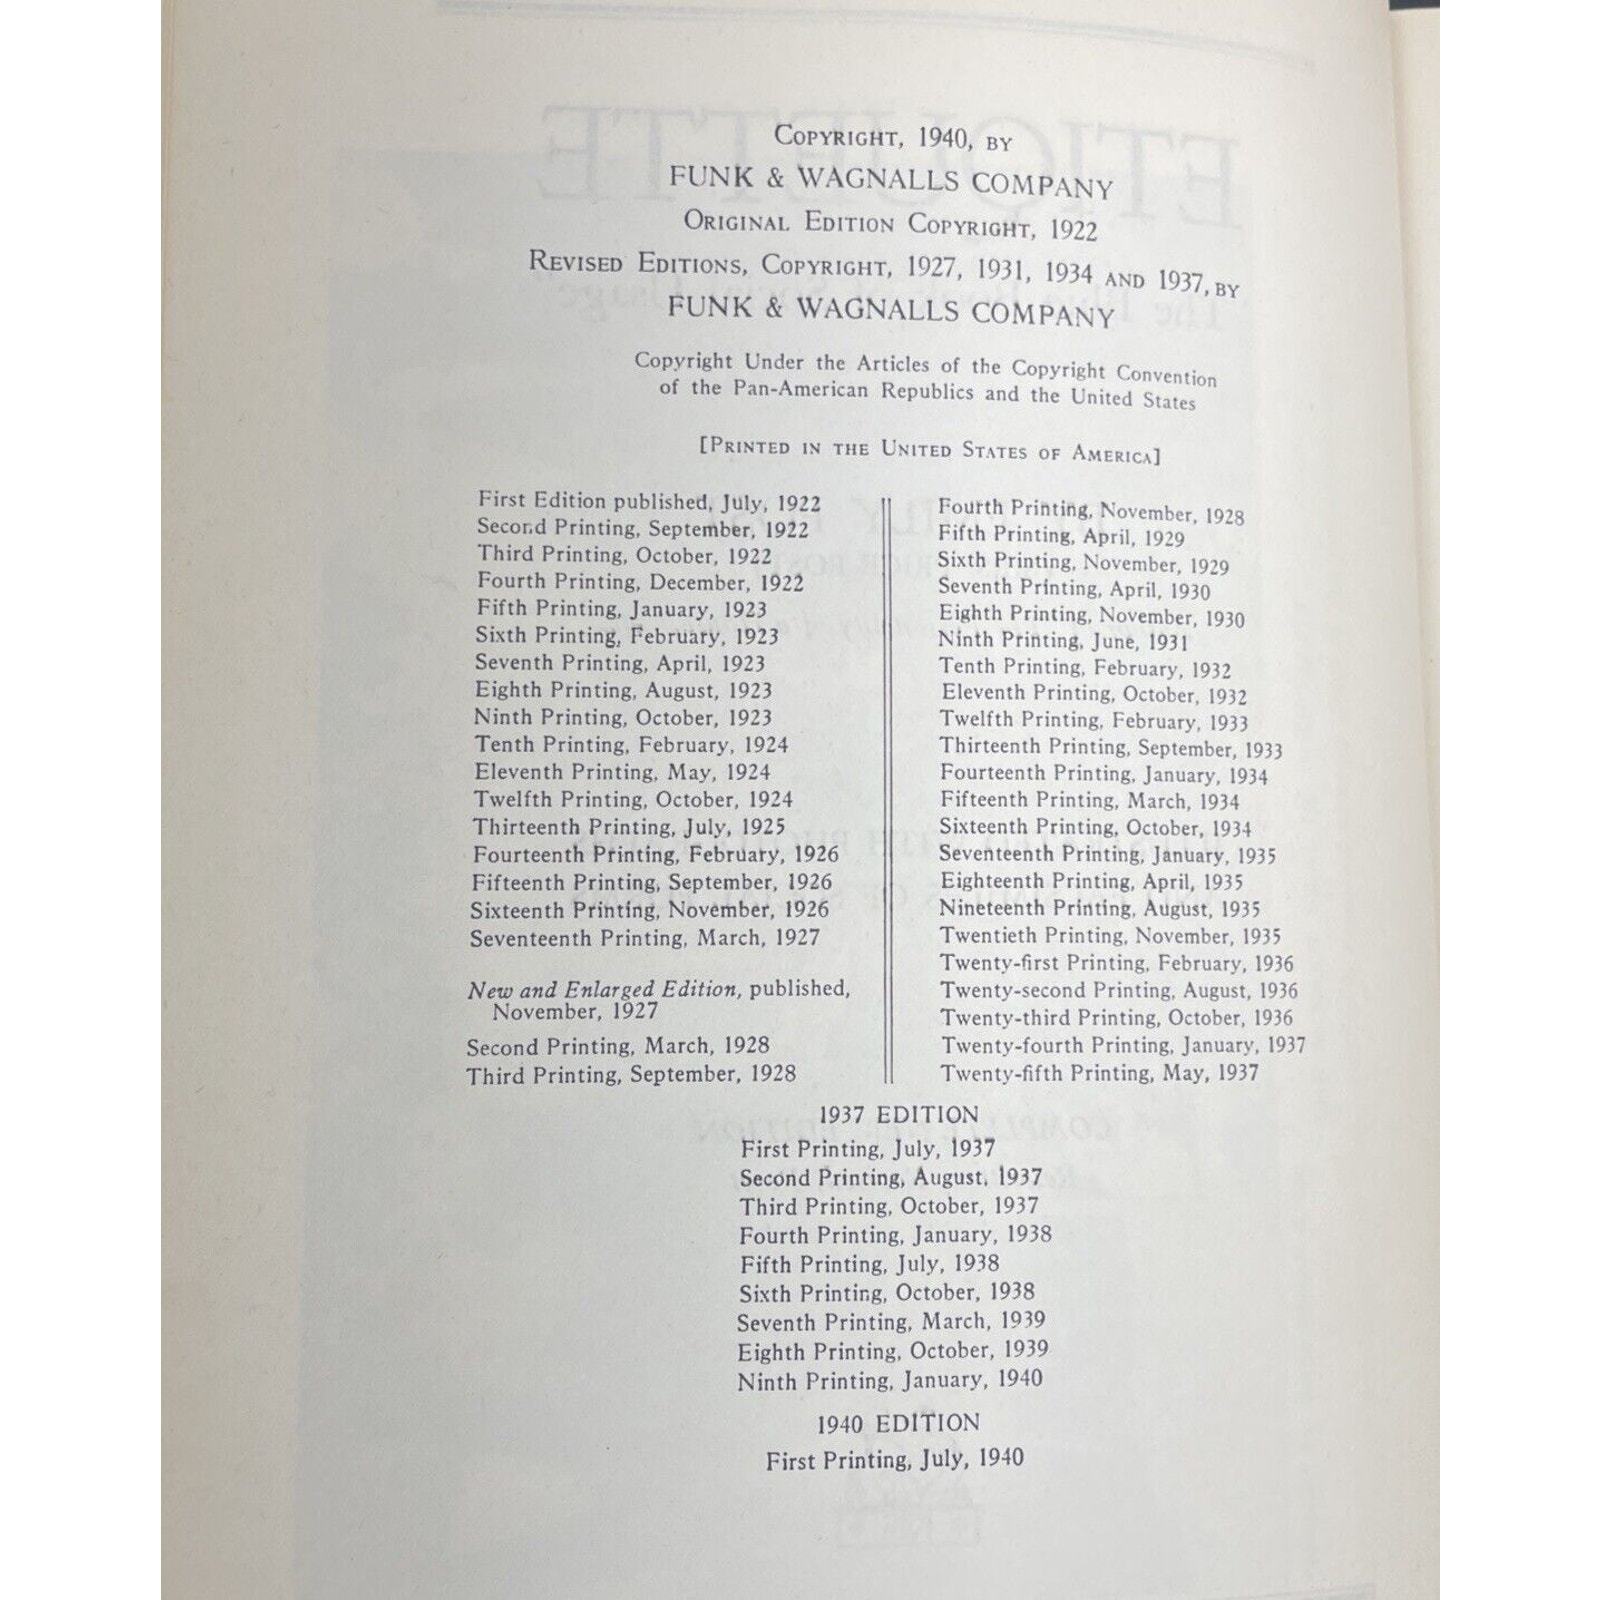 COPYRIGHT, 1940, BY
FUNK & WAGNALLS COMPANY
ORIGINAL EDITION COPYRIGHT, 1922
REVISED EDITIONS, COPYRIGHT, 1927, 1931, 1934 AND 1937, BY
FUNK & WAGNALLS COMPANY
Copyright Under the Articles of the Copyright Convention
of the Pan-American Republics and the United States
[PRINTED IN THE UNITED STATES OF AMERICA]
First Edition published, July, 1922
Second Printing, September, 1922
Third Printing, October, 1922
Fourth Printing, December, 1922
Fifth Printing, January, 1923
Sixth Printing, February, 1923
Seventh Printing, April, 1923
Eighth Printing, August, 1923
Ninth Printing, October, 1923
Tenth Printing, February, 1924
Eleventh Printing, May, 1924
Twelfth Printing, October, 1924
Thirteenth Printing, July, 1925
Fourteenth Printing, February, 1926
Fifteenth Printing, September, 1926
Sixteenth Printing, November, 1926
Seventeenth Printing, March, 1927
New and Enlarged Edition, published,
November, 1927
Second Printing, March, 1928
Third Printing, September, 1928
Fourth Printing, November, 1928
Fifth Printing, April, 1929
Sixth Printing, November, 1929
Seventh Printing, April, 1930
Eighth Printing, November, 1930
Ninth Printing, June, 1931
Tenth Printing, February, 1932
Eleventh Printing, October, 1932
Twelfth Printing, February, 1933
Thirteenth Printing, September, 1933
Fourteenth Printing, January, 1934
Fifteenth Printing, March, 1934
Sixteenth Printing, October, 1934
Seventeenth Printing, January, 1935
Eighteenth Printing, April, 1935
Nineteenth Printing, August, 1935
Twentieth Printing, November, 1935
Twenty-first Printing, February, 1936
Twenty-second Printing, August, 1936
Twenty-third Printing, October, 1936
Twenty-fourth Printing, January, 1937
Twenty-fifth Printing, May, 1937
1937 EDITION
First Printing, July, 1937
Second Printing, August, 1937
Third Printing, October, 1937
Fourth Printing, January, 1938
Fifth Printing, July, 1938
Sixth Printing, October, 1938
Seventh Printing, March, 1939
Eighth Printing, October, 1939
Ninth Printing, January, 1940
1940 EDITION
First Printing, July, 1940